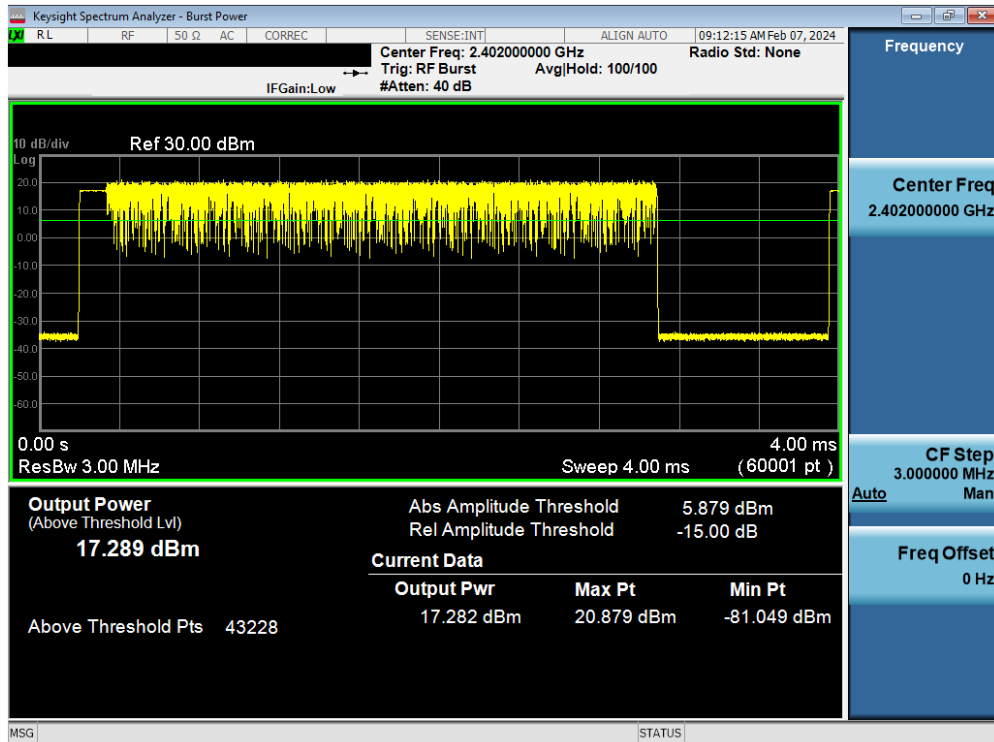 Keysight Spectrum Analyzer - Burst Power
LXI RL RF 50 Ω AC CORREC SENSE:INT ALIGN AUTO 09:12:15 AM Feb 07, 2024
Center Freq: 2.402000000 GHz Radio Std: None
Trig: RF Burst Avg|Hold: 100/100
IFGain:Low #Atten: 40 dB
Frequency
10 dB/div Ref 30.00 dBm
Log
20.0
10.0
0.00
-10.0
-20.0
-30.0
-40.0
-50.0
-60.0
0.00 s 4.00 ms
ResBw 3.00 MHz Sweep 4.00 ms (60001 pt)
Center Freq
2.402000000 GHz
CF Step
3.000000 MHz
Auto Man
Freq Offset
0 Hz
Output Power
(Above Threshold Lvl)
17.289 dBm
Above Threshold Pts 43228
Abs Amplitude Threshold 5.879 dBm
Rel Amplitude Threshold -15.00 dB
Current Data
Output Pwr Max Pt Min Pt
17.282 dBm 20.879 dBm -81.049 dBm
MSG STATUS